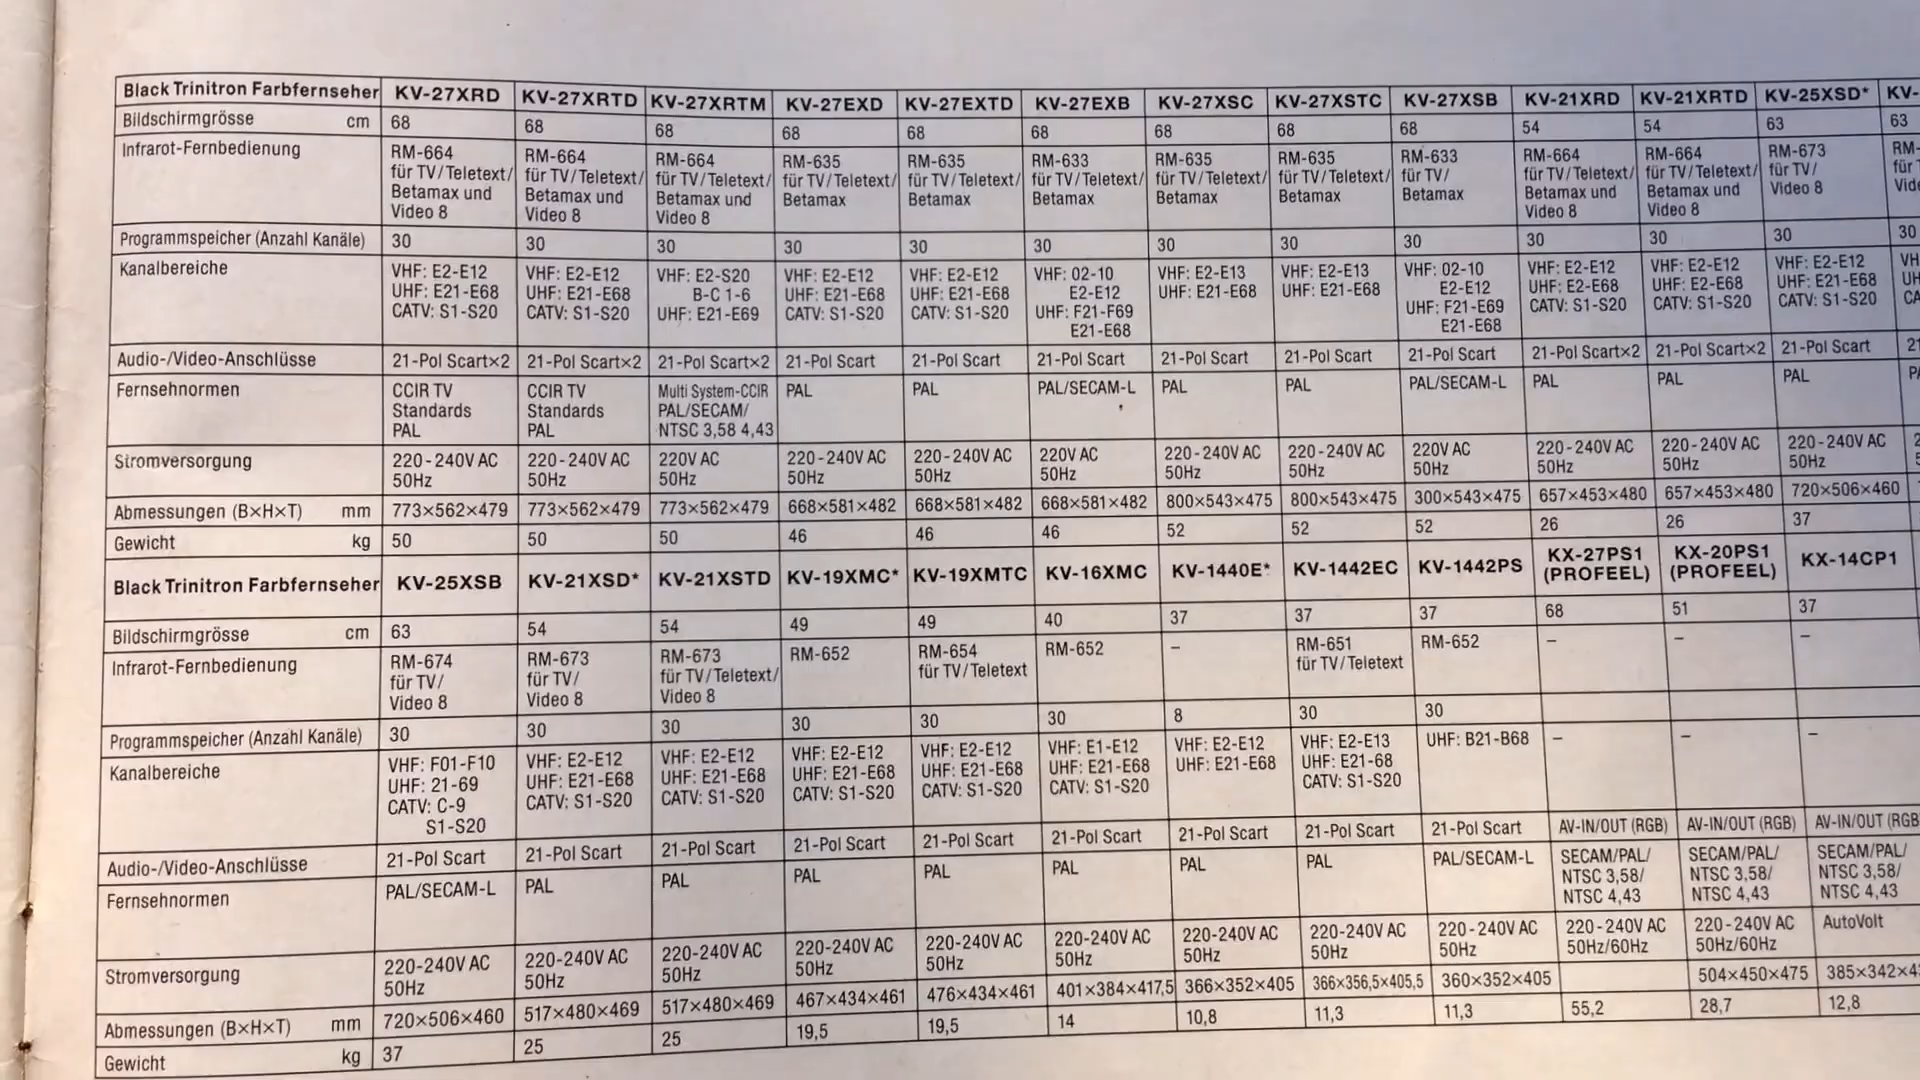 Black Trinitron Farbfernseher KV-27XRD KV-27XRTD KV-27XRTM KV-27EXD KV-27EXTD KV-27EXB KV-27XSC KV-27XSTC KV-27XSB KV-21XRD KV-21XRTD KV-25XSD* KV-
Bildschirmgrösse cm 68 68 68 68 68 68 68 68 68 54 54 63 63
Infrarot-Fernbedienung RM-664 RM-664 RM-664 RM-635 RM-635 RM-633 RM-635 RM-635 RM-633 RM-664 RM-664 RM-673 RM-
für TV/Teletext/ für TV/Teletext/ für TV/Teletext/ für TV/Teletext/ für TV/Teletext/ für TV/Teletext/ für TV/Teletext/ für TV/Teletext/ für TV/ für TV/Teletext/ für TV/Teletext/ für TV/
Betamax und Betamax und Betamax und Betamax Betamax Betamax Betamax Betamax Betamax Betamax und Betamax und Video 8
Video 8 Video 8 Video 8 Video 8 Video 8
Programmspeicher (Anzahl Kanäle) 30 30 30 30 30 30 30 30 30 30 30 30 30
Kanalbereiche VHF: E2-E12 VHF: E2-E12 VHF: E2-S20 VHF: E2-E12 VHF: E2-E12 VHF: 02-10 VHF: E2-E13 VHF: E2-E13 VHF: 02-10 VHF: E2-E12 VHF: E2-E12 VHF: E2-E12
UHF: E21-E68 UHF: E21-E68 B-C 1-6 UHF: E21-E68 UHF: E21-E68 E2-E12 UHF: E21-E68 UHF: E21-E68 E2-E12 UHF: E2-E68 UHF: E2-E68 UHF: E21-E68
CATV: S1-S20 CATV: S1-S20 UHF: E21-E69 CATV: S1-S20 CATV: S1-S20 UHF: F21-F69 UHF: F21-E69 CATV: S1-S20 CATV: S1-S20 CATV: S1-S20
E21-E68 E21-E68
Audio-/Video-Anschlüsse 21-Pol Scart×2 21-Pol Scart×2 21-Pol Scart×2 21-Pol Scart 21-Pol Scart 21-Pol Scart 21-Pol Scart 21-Pol Scart 21-Pol Scart 21-Pol Scart×2 21-Pol Scart×2 21-Pol Scart
Fernsehnormen CCIR TV CCIR TV Multi System-CCIR PAL PAL PAL/SECAM-L PAL PAL PAL/SECAM-L PAL PAL PAL
Standards Standards PAL/SECAM/
PAL PAL NTSC 3,58 4,43
Stromversorgung 220-240V AC 220-240V AC 220V AC 220-240V AC 220-240V AC 220V AC 220-240V AC 220-240V AC 220V AC 220-240V AC 220-240V AC 220-240V AC
50Hz 50Hz 50Hz 50Hz 50Hz 50Hz 50Hz 50Hz 50Hz 50Hz 50Hz 50Hz
Abmessungen (B×H×T) mm 773×562×479 773×562×479 773×562×479 668×581×482 668×581×482 668×581×482 800×543×475 800×543×475 300×543×475 657×453×480 657×453×480 720×506×460
Gewicht kg 50 50 50 46 46 46 52 52 52 26 26 37
Black Trinitron Farbfernseher KV-25XSB KV-21XSD* KV-21XSTD KV-19XMC* KV-19XMTC KV-16XMC KV-1440E* KV-1442EC KV-1442PS KX-27PS1 KX-20PS1 KX-14CP1
(PROFEEL) (PROFEEL)
Bildschirmgrösse cm 63 54 54 49 49 40 37 37 37 68 51 37
Infrarot-Fernbedienung RM-674 RM-673 RM-673 RM-652 RM-654 RM-652 – RM-651 RM-652 – – –
für TV/ für TV/ für TV/Teletext/ für TV/Teletext für TV/Teletext
Video 8 Video 8 Video 8
Programmspeicher (Anzahl Kanäle) 30 30 30 30 30 30 8 30 30
Kanalbereiche VHF: F01-F10 VHF: E2-E12 VHF: E2-E12 VHF: E2-E12 VHF: E2-E12 VHF: E1-E12 VHF: E2-E12 VHF: E2-E13 UHF: B21-B68 – – –
UHF: 21-69 UHF: E21-E68 UHF: E21-E68 UHF: E21-E68 UHF: E21-E68 UHF: E21-E68 UHF: E21-E68 UHF: E21-68
CATV: C-9 CATV: S1-S20 CATV: S1-S20 CATV: S1-S20 CATV: S1-S20 CATV: S1-S20 CATV: S1-S20
S1-S20
Audio-/Video-Anschlüsse 21-Pol Scart 21-Pol Scart 21-Pol Scart 21-Pol Scart 21-Pol Scart 21-Pol Scart 21-Pol Scart 21-Pol Scart 21-Pol Scart AV-IN/OUT (RGB) AV-IN/OUT (RGB) AV-IN/OUT (RGB
Fernsehnormen PAL/SECAM-L PAL PAL PAL PAL PAL PAL PAL PAL/SECAM-L SECAM/PAL/ SECAM/PAL/ SECAM/PAL/
NTSC 3,58/ NTSC 3,58/ NTSC 3,58/
NTSC 4,43 NTSC 4,43 NTSC 4,43
Stromversorgung 220-240V AC 220-240V AC 220-240V AC 220-240V AC 220-240V AC 220-240V AC 220-240V AC 220-240V AC 220-240V AC 220-240V AC 220-240V AC AutoVolt
50Hz 50Hz 50Hz 50Hz 50Hz 50Hz 50Hz 50Hz 50Hz 50Hz/60Hz 50Hz/60Hz
Abmessungen (B×H×T) mm 720×506×460 517×480×469 517×480×469 467×434×461 476×434×461 401×384×417,5 366×352×405 366×356,5×405,5 360×352×405 504×450×475 385×342×4
Gewicht kg 37 25 25 19,5 19,5 14 10,8 11,3 11,3 55,2 28,7 12,8